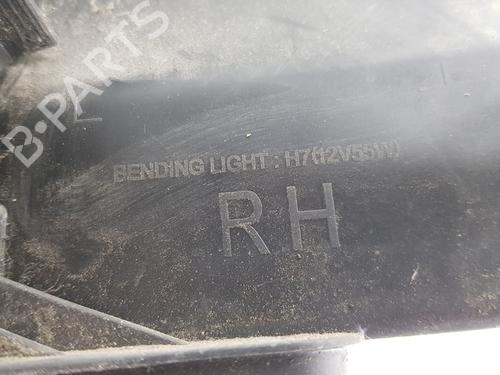 B-PARTS
BENDING LIGHT : H7(12V55W)
RH